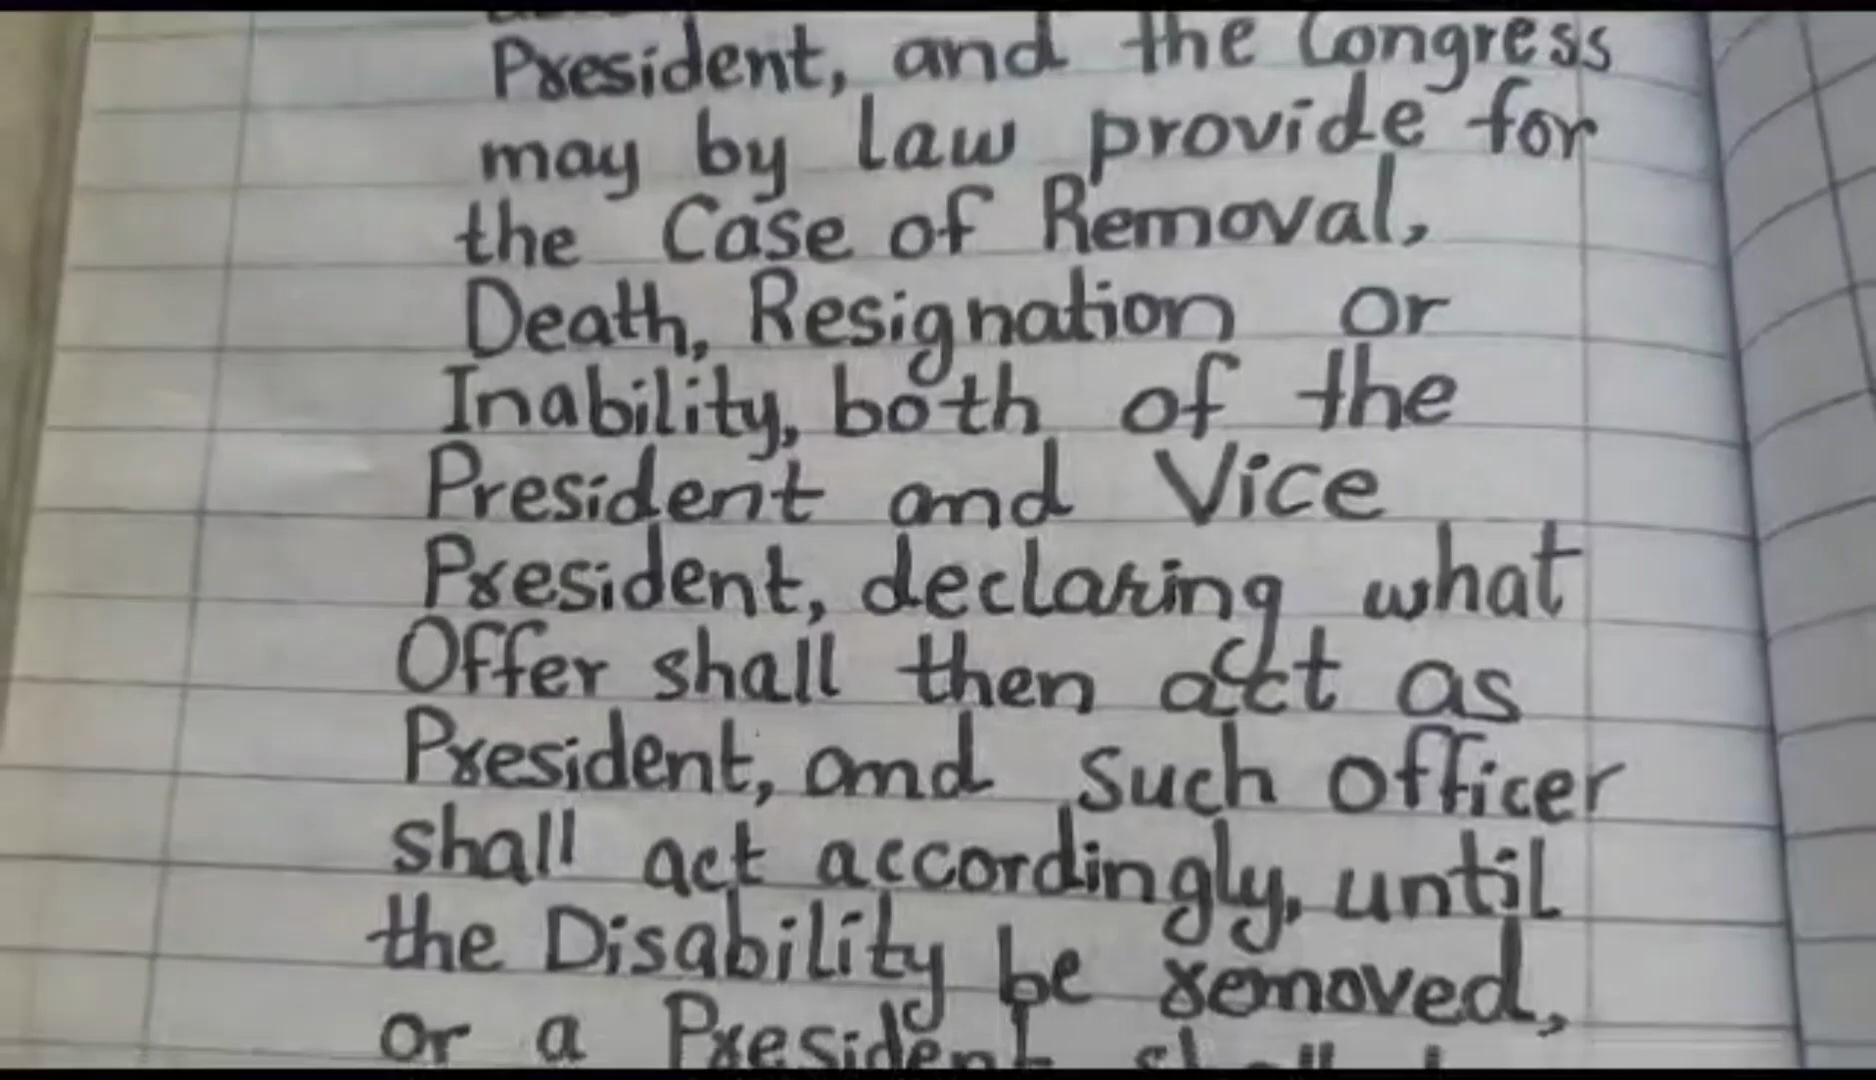 President, and the Congress
may by law provide for
the Case of Removal,
Death, Resignation or
Inability, both of the
President and Vice
President, declaring what
Offer shall then act as
President, and such officer
shall act accordingly, until
the Disability be removed,
or a President